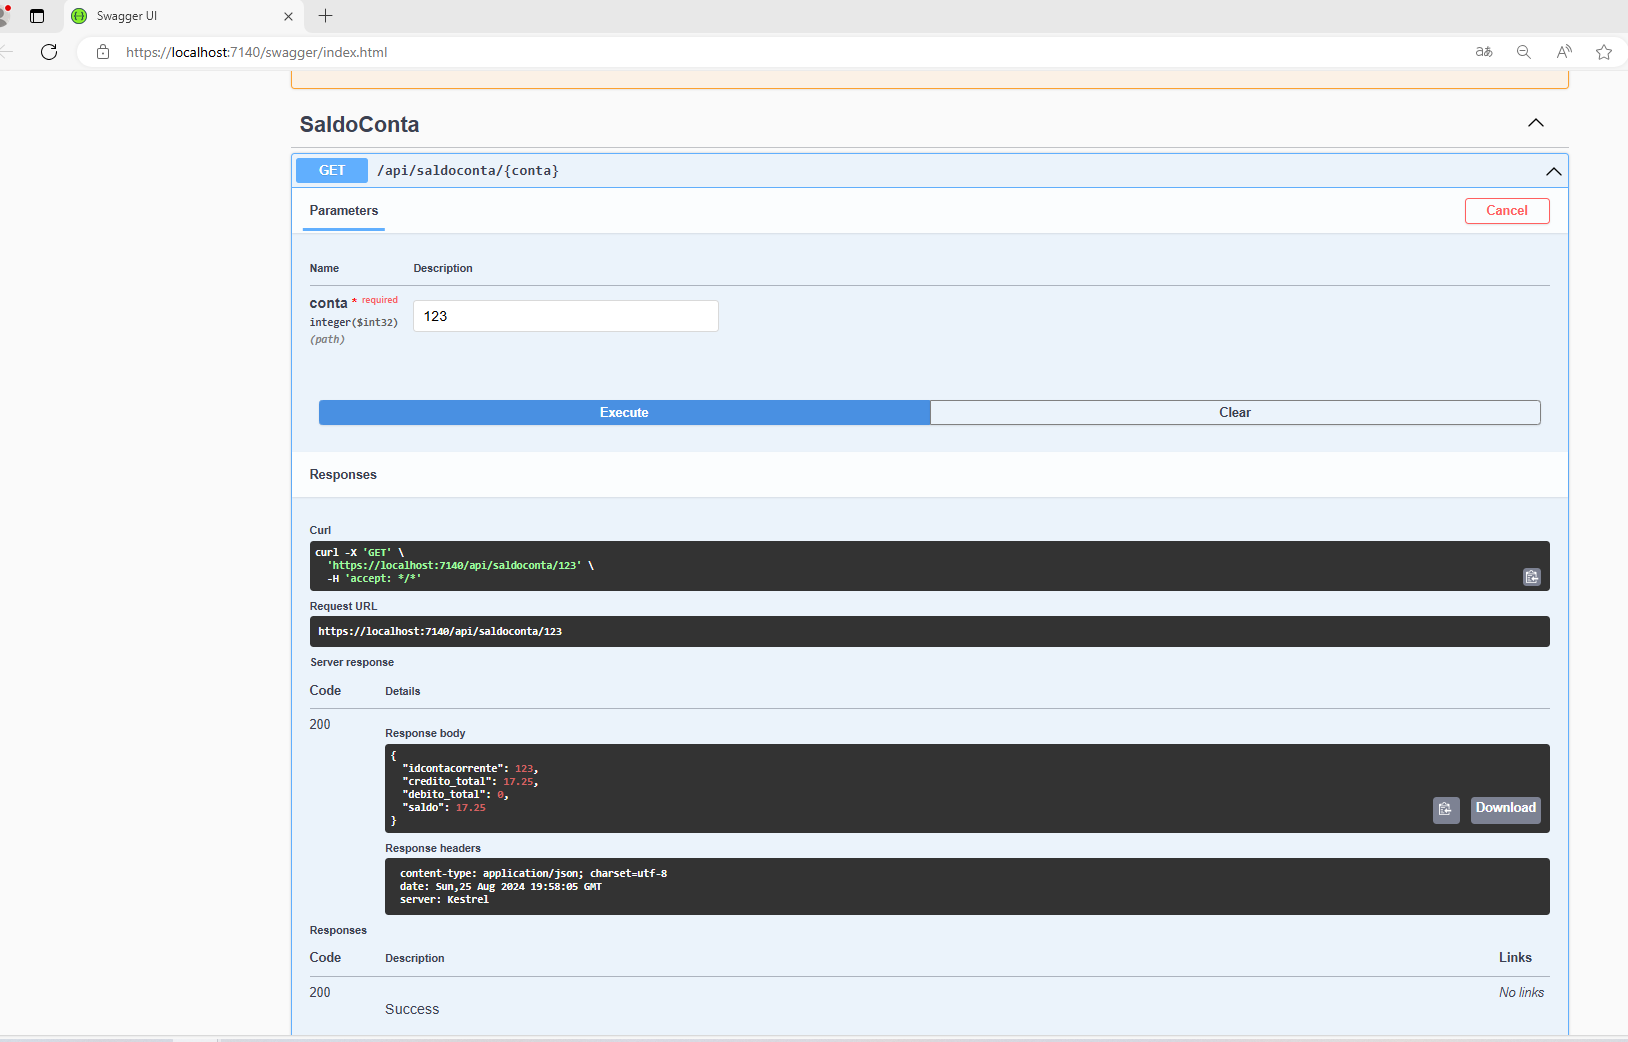 Swagger UI
https://localhost:7140/swagger/index.html
aあ
A
SaldoConta
GET /api/saldoconta/{conta}
Parameters
Cancel
Name Description
conta * required
integer($int32)
(path)
123
Execute
Clear
Responses
Curl
curl -X 'GET' \
'https://localhost:7140/api/saldoconta/123' \
-H 'accept: */*'
Request URL
https://localhost:7140/api/saldoconta/123
Server response
Code Details
200
Response body
{
"idcontacorrente": 123,
"credito_total": 17.25,
"debito_total": 0,
"saldo": 17.25
}
Download
Response headers
content-type: application/json; charset=utf-8
date: Sun,25 Aug 2024 19:58:05 GMT
server: Kestrel
Responses
Code Description Links
200
Success
No links